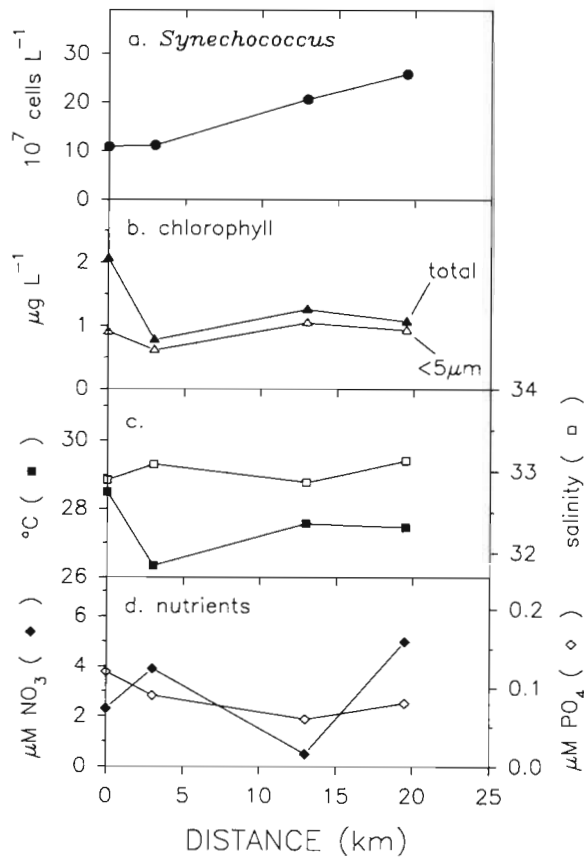 a. Synechococcus
10⁷ cells L⁻¹
30
20
10
0
b. chlorophyll
µg L⁻¹
2
1
0
total
<5µm
c.
°C ( ■ )
30
28
26
salinity ( □ )
34
33
32
d. nutrients
µM NO₃ ( ◆ )
6
4
2
0
µM PO₄ ( ◇ )
0.2
0.1
0.0
0 5 10 15 20 25
DISTANCE (km)